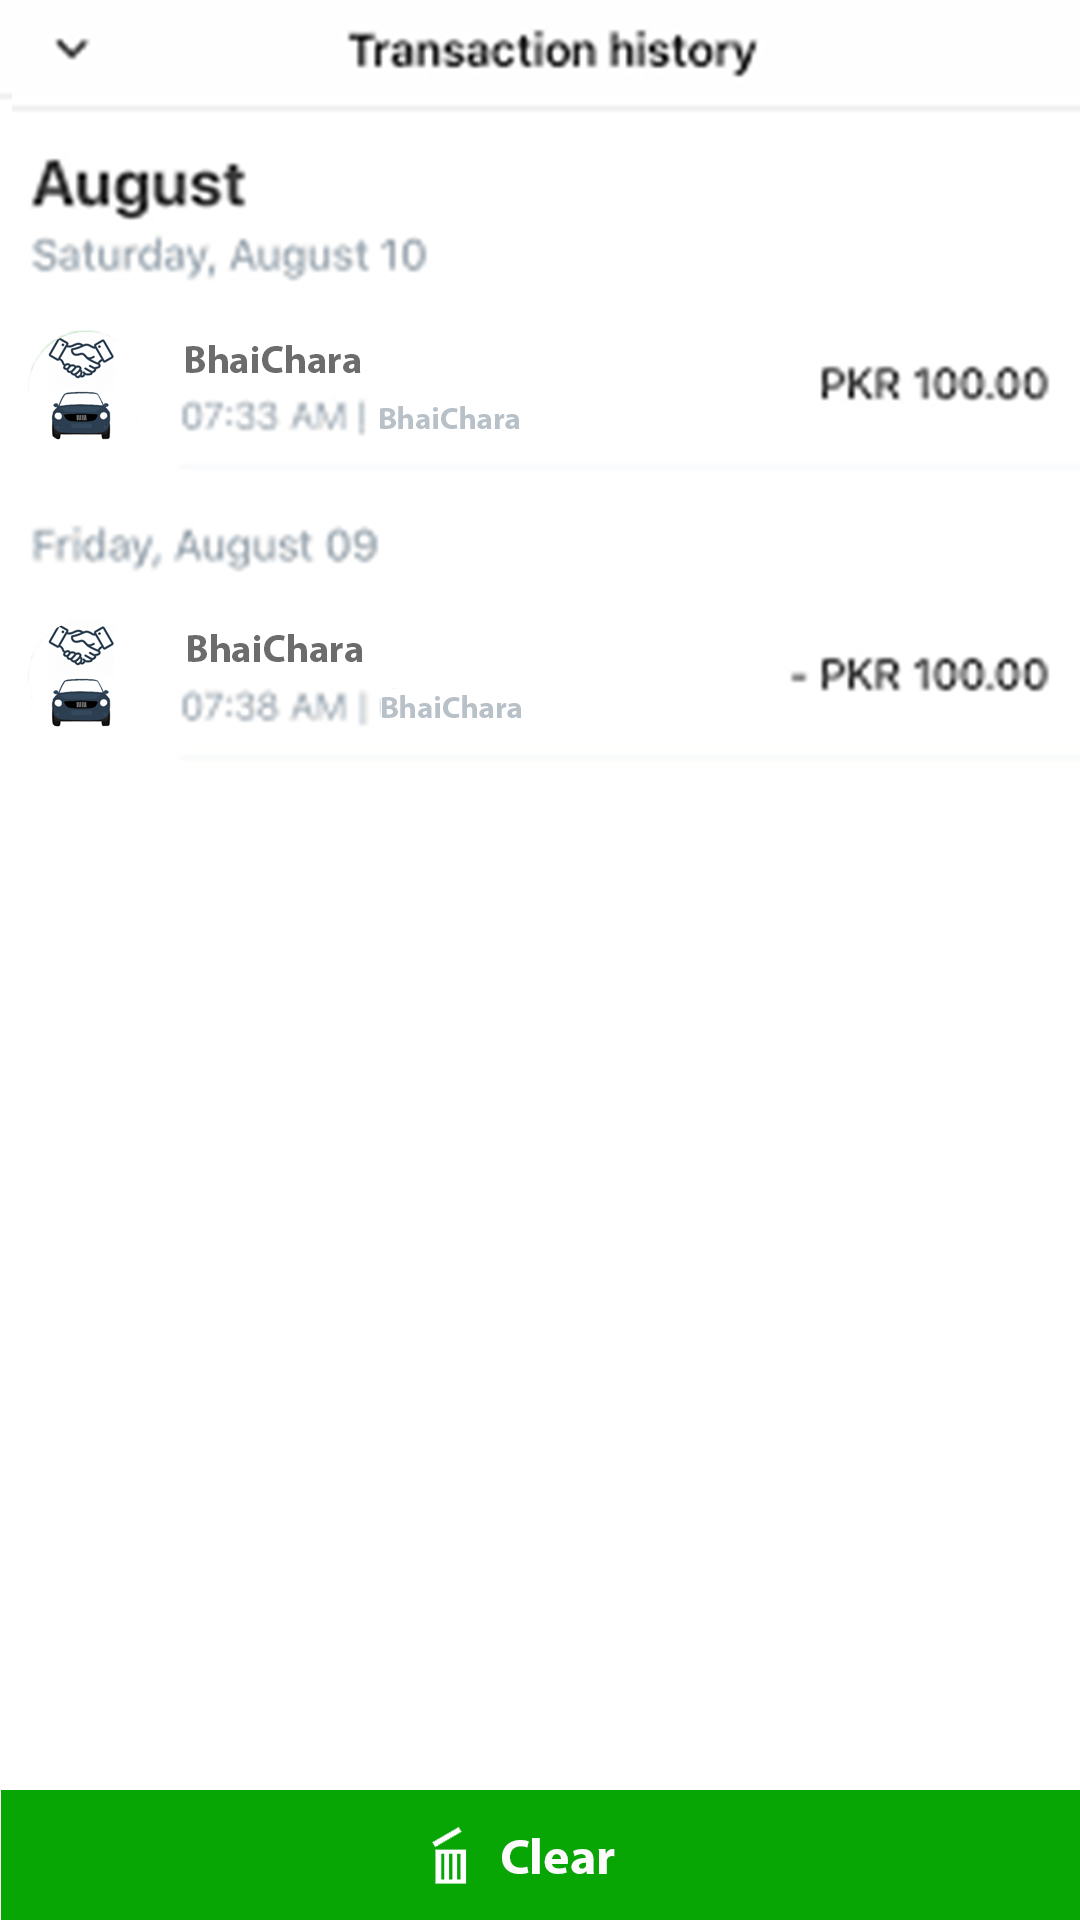 Transaction history
August
Saturday, August 10
BhaiChara
PKR 100.00
07:33 AM | BhaiChara
Friday, August 09
BhaiChara
- PKR 100.00
07:38 AM | BhaiChara
Clear